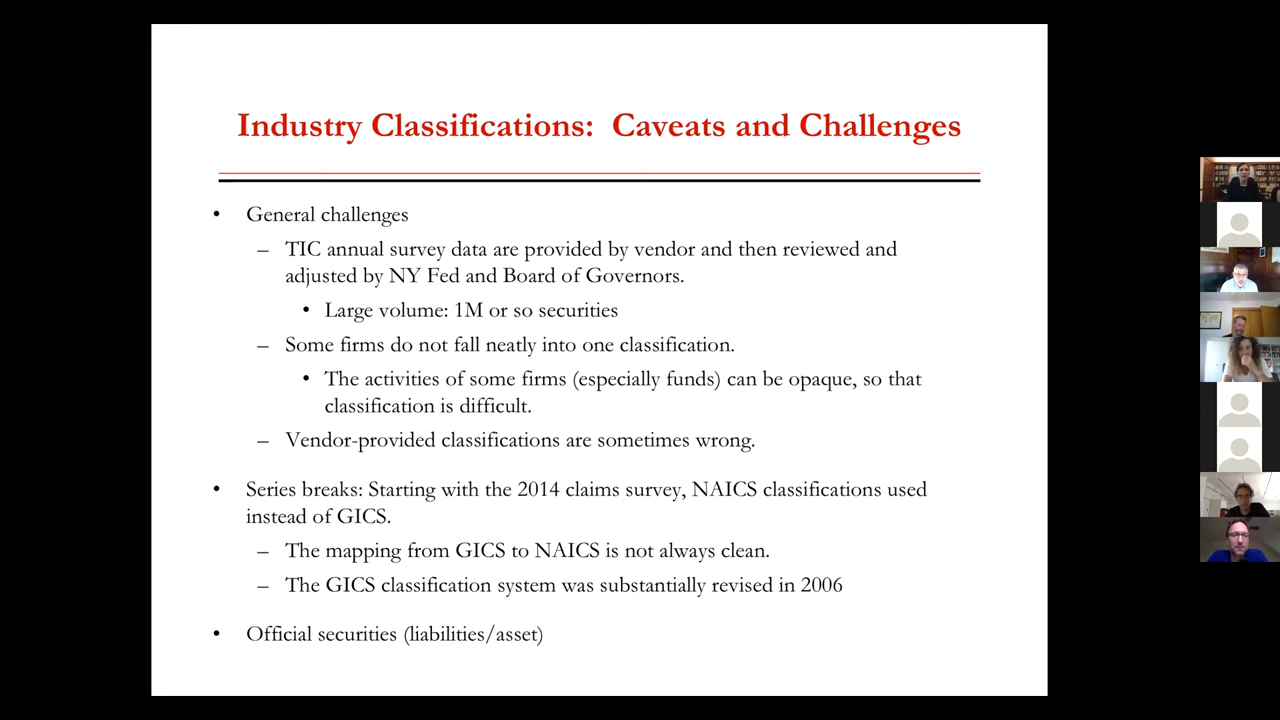 Industry Classifications: Caveats and Challenges
• General challenges
– TIC annual survey data are provided by vendor and then reviewed and
adjusted by NY Fed and Board of Governors.
• Large volume: 1M or so securities
– Some firms do not fall neatly into one classification.
• The activities of some firms (especially funds) can be opaque, so that
classification is difficult.
– Vendor-provided classifications are sometimes wrong.
• Series breaks: Starting with the 2014 claims survey, NAICS classifications used
instead of GICS.
– The mapping from GICS to NAICS is not always clean.
– The GICS classification system was substantially revised in 2006
• Official securities (liabilities/asset)